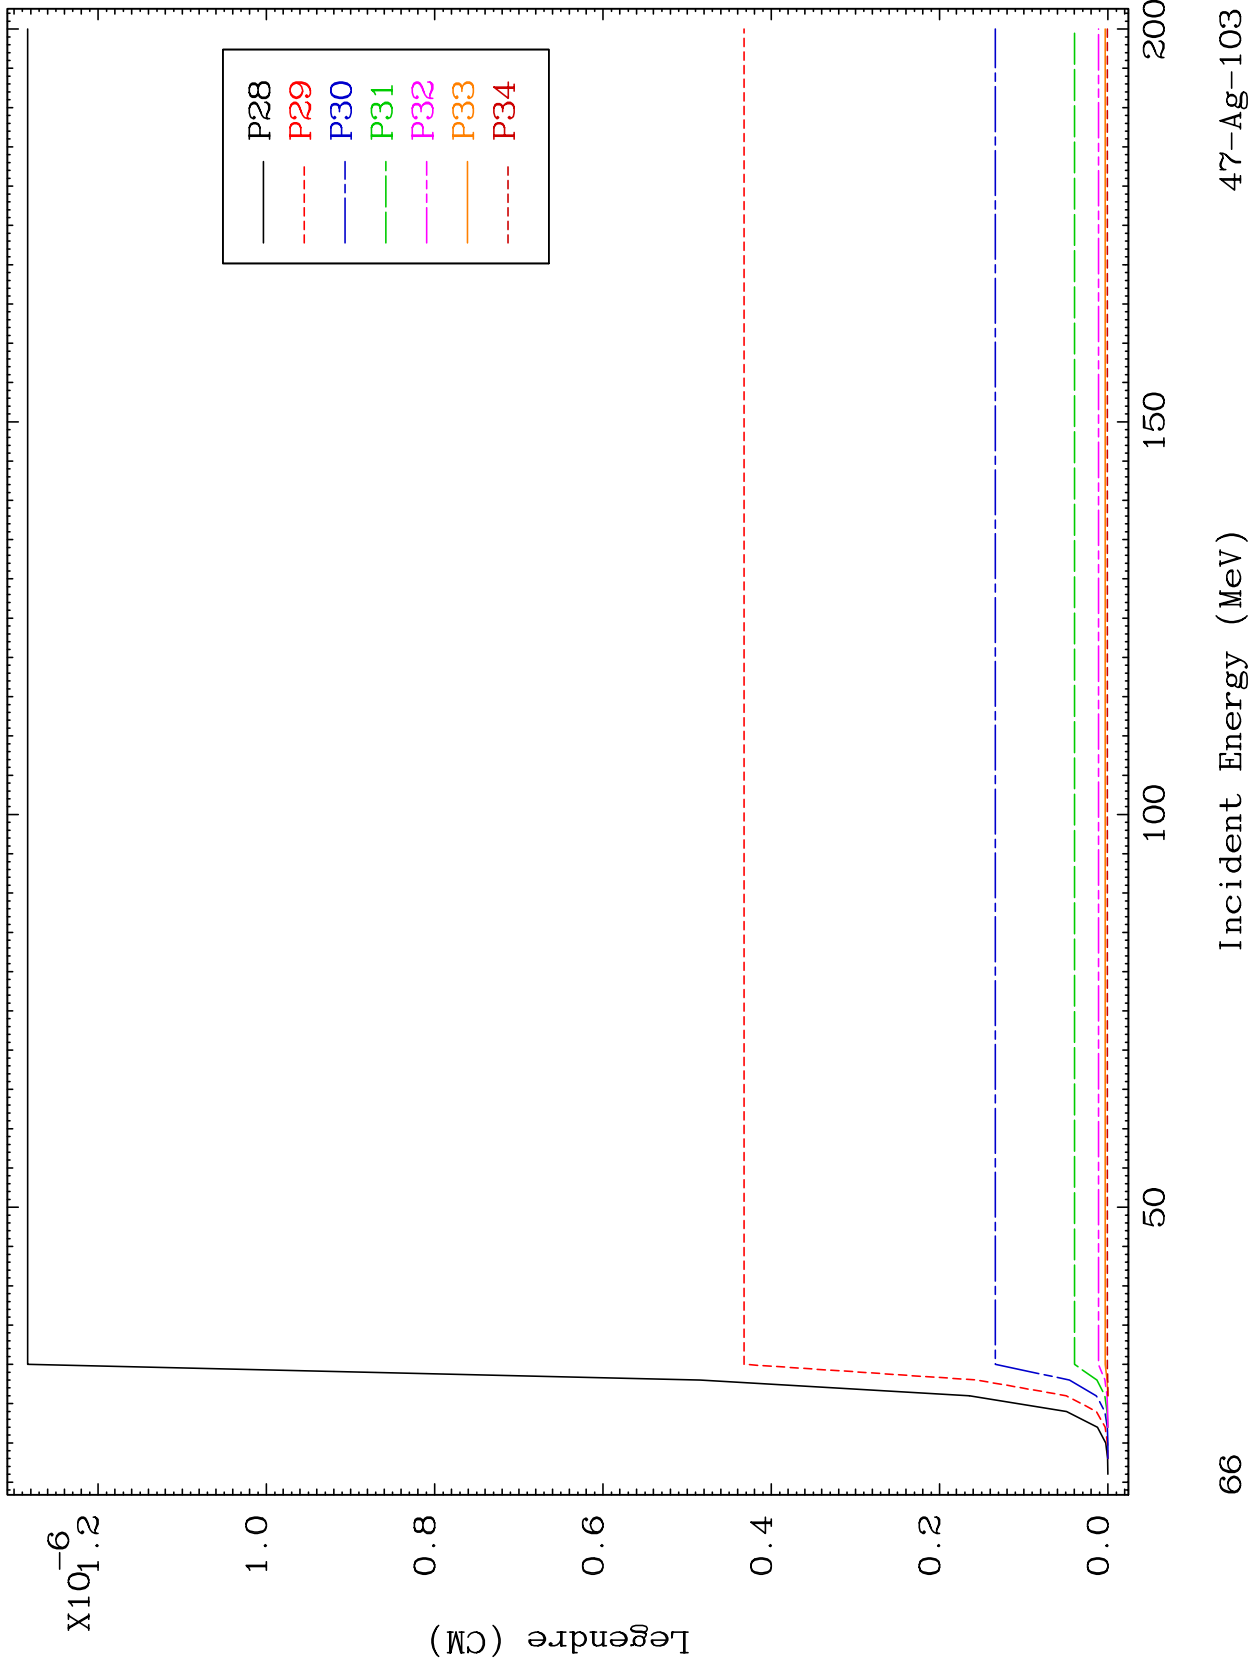 X10-6
1.2
1.0
0.8
0.6
0.4
0.2
0.0
Legendre (CM)
P28
P29
P30
P31
P32
P33
P34
50
100
150
200
66
Incident Energy (MeV)
47-Ag-103